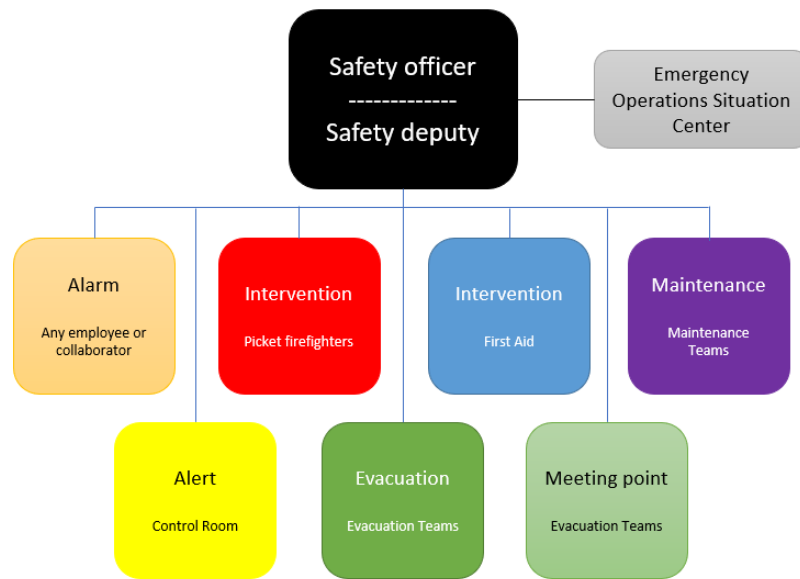 Safety officer
-------------
Safety deputy
Emergency
Operations Situation
Center
Alarm
Any employee or
collaborator
Intervention
Picket firefighters
Intervention
First Aid
Maintenance
Maintenance
Teams
Alert
Control Room
Evacuation
Evacuation Teams
Meeting point
Evacuation Teams